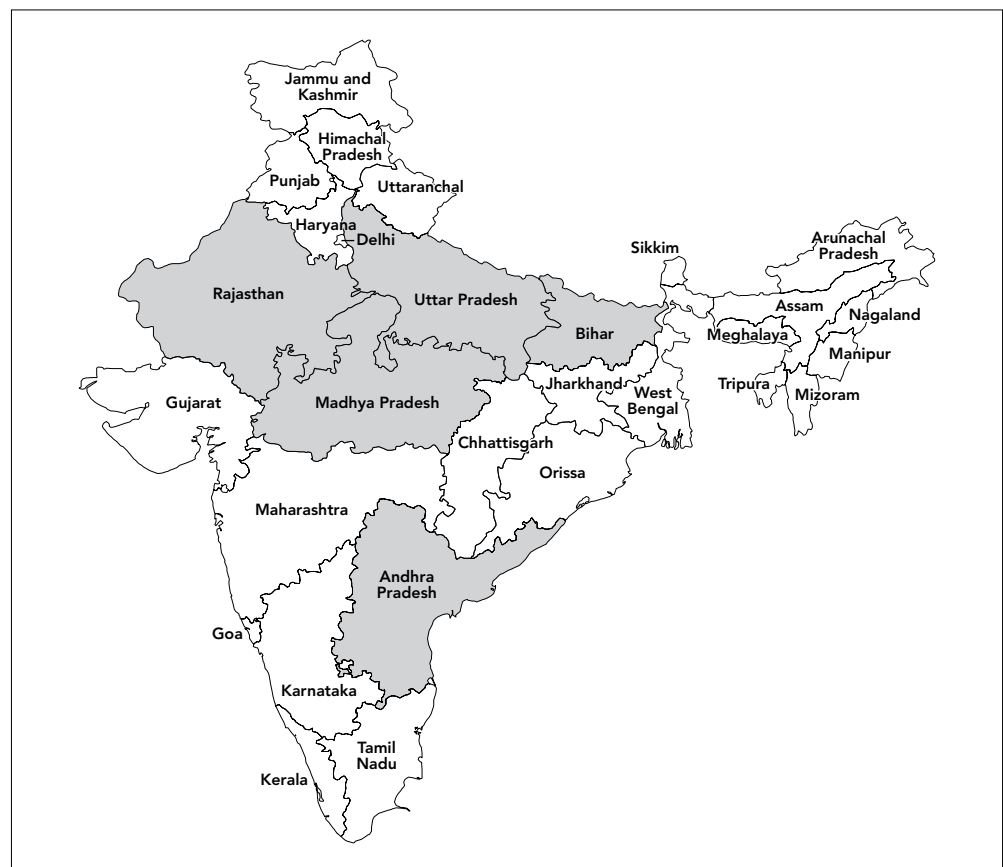 Jammu and
Kashmir
Himachal
Pradesh
Punjab
Uttaranchal
Haryana
Delhi
Rajasthan
Uttar Pradesh
Bihar
Sikkim
Arunachal
Pradesh
Assam
Nagaland
Meghalaya
Manipur
Tripura
Mizoram
Gujarat
Madhya Pradesh
Jharkhand
West
Bengal
Chhattisgarh
Orissa
Maharashtra
Andhra
Pradesh
Goa
Karnataka
Tamil
Nadu
Kerala